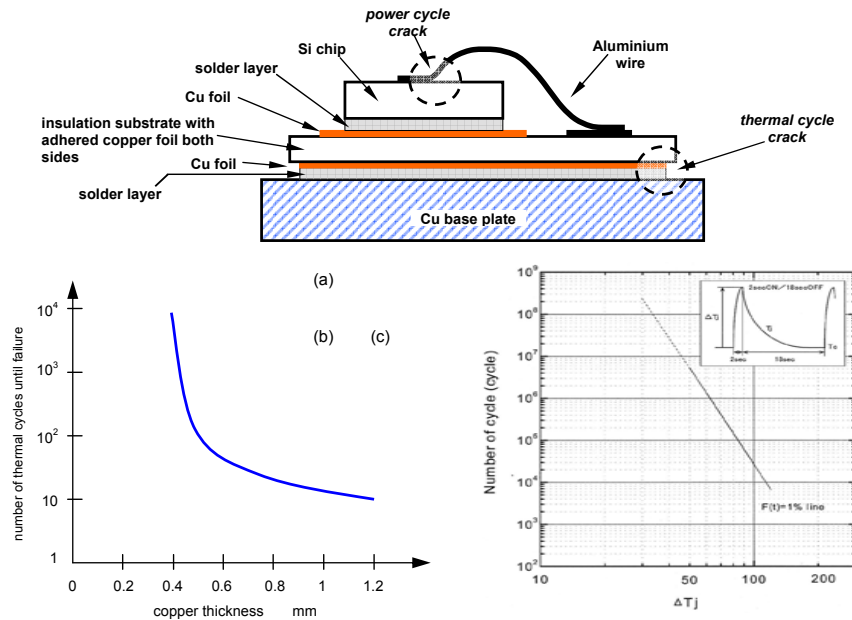 power cycle
crack
Si chip
Aluminium
wire
solder layer
Cu foil
insulation substrate with
adhered copper foil both
sides
thermal cycle
crack
Cu foil
solder layer
Cu base plate
(a)
(b)
(c)
number of thermal cycles until failure
10^4
10^3
10^2
10
1
0
0.2
0.4
0.6
0.8
1
1.2
copper thickness mm
Number of cycle (cycle)
10^9
10^8
10^7
10^6
10^5
10^4
10^3
10^2
2secON/18secOFF
ΔTj
Tj
Tc
2sec
18sec
F(t)=1% line
10
50
100
200
ΔTj